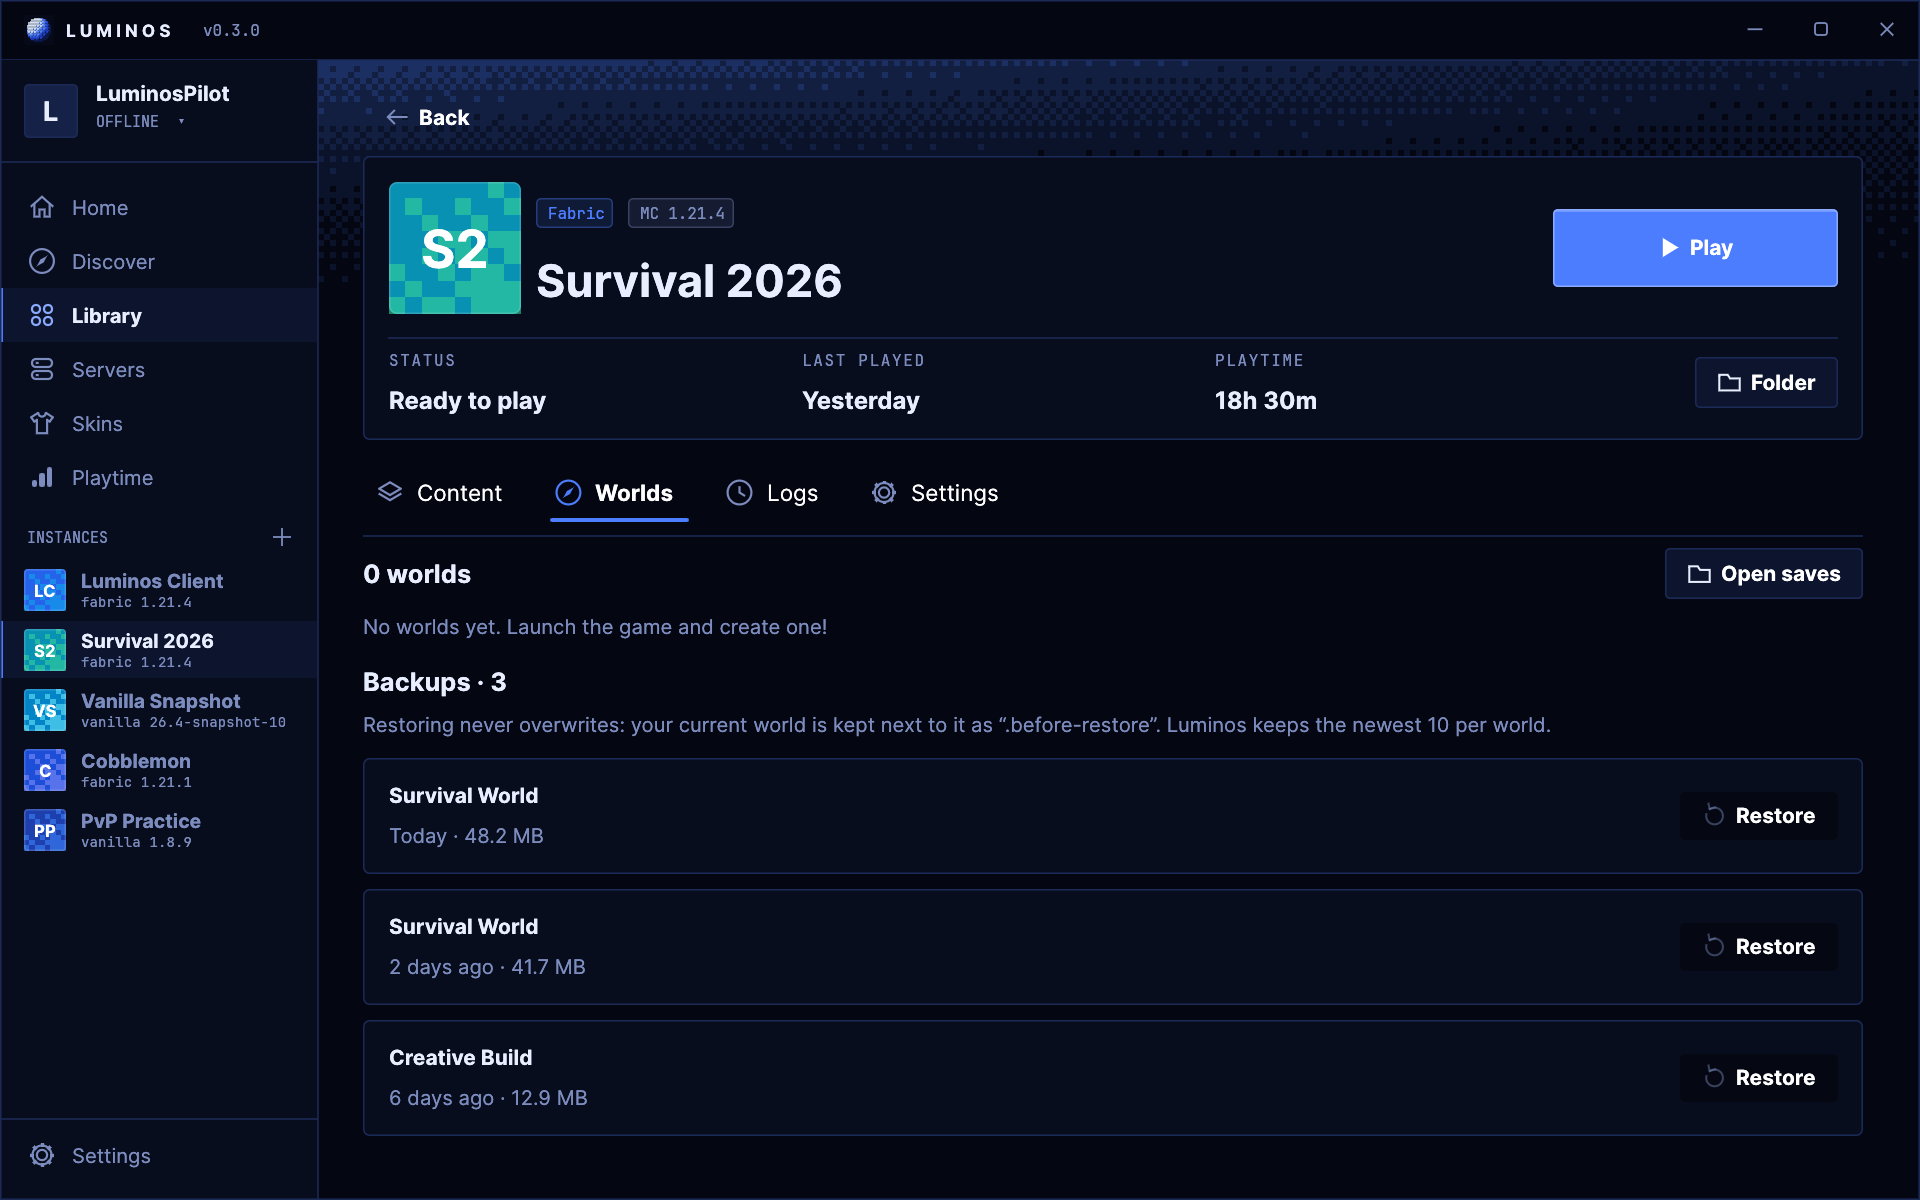 LUMINOS v0.3.0
L
LuminosPilot
OFFLINE
Home
Discover
Library
Servers
Skins
Playtime
INSTANCES
LC
Luminos Client
fabric 1.21.4
S2
Survival 2026
fabric 1.21.4
VS
Vanilla Snapshot
vanilla 26.4-snapshot-10
C
Cobblemon
fabric 1.21.1
PP
PvP Practice
vanilla 1.8.9
Settings
Back
S2
Fabric MC 1.21.4
Survival 2026
Play
STATUS LAST PLAYED PLAYTIME
Ready to play Yesterday 18h 30m
Folder
Content Worlds Logs Settings
0 worlds
Open saves
No worlds yet. Launch the game and create one!
Backups · 3
Restoring never overwrites: your current world is kept next to it as “.before-restore”. Luminos keeps the newest 10 per world.
Survival World
Today · 48.2 MB
Restore
Survival World
2 days ago · 41.7 MB
Restore
Creative Build
6 days ago · 12.9 MB
Restore